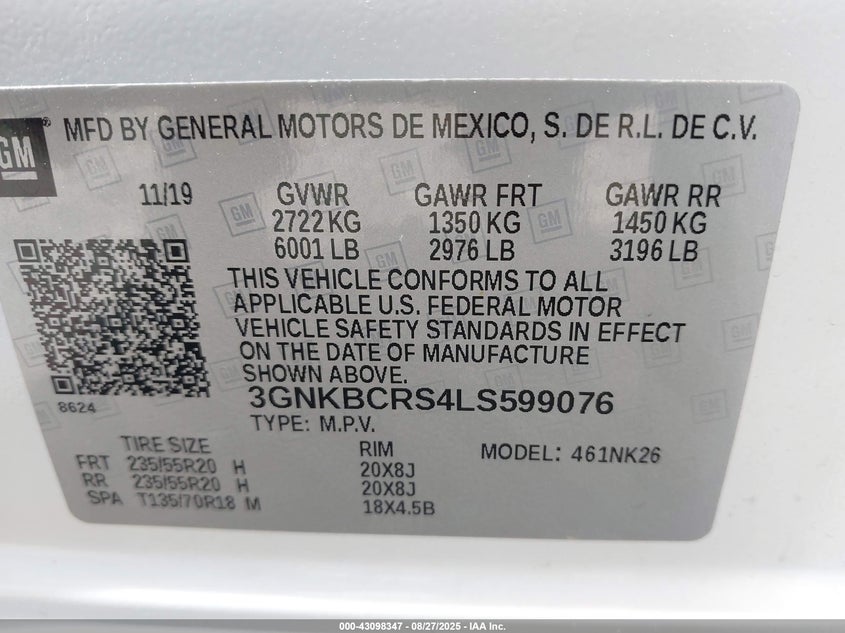 GM
MFD BY GENERAL MOTORS DE MEXICO, S. DE R.L. DE C.V.
11/19 GVWR GAWR FRT GAWR RR
2722 KG 1350 KG 1450 KG
6001 LB 2976 LB 3196 LB
THIS VEHICLE CONFORMS TO ALL
APPLICABLE U.S. FEDERAL MOTOR
VEHICLE SAFETY STANDARDS IN EFFECT
ON THE DATE OF MANUFACTURE
SHOWN ABOVE.
8624
3GNKBCRS4LS599076
TYPE: M.P.V.
TIRE SIZE RIM MODEL: 461NK26
FRT 235/55R20 H 20X8J
RR 235/55R20 H 20X8J
SPA T135/70R18 M 18X4.5B
000-43098347 - 08/27/2025 - IAA Inc.